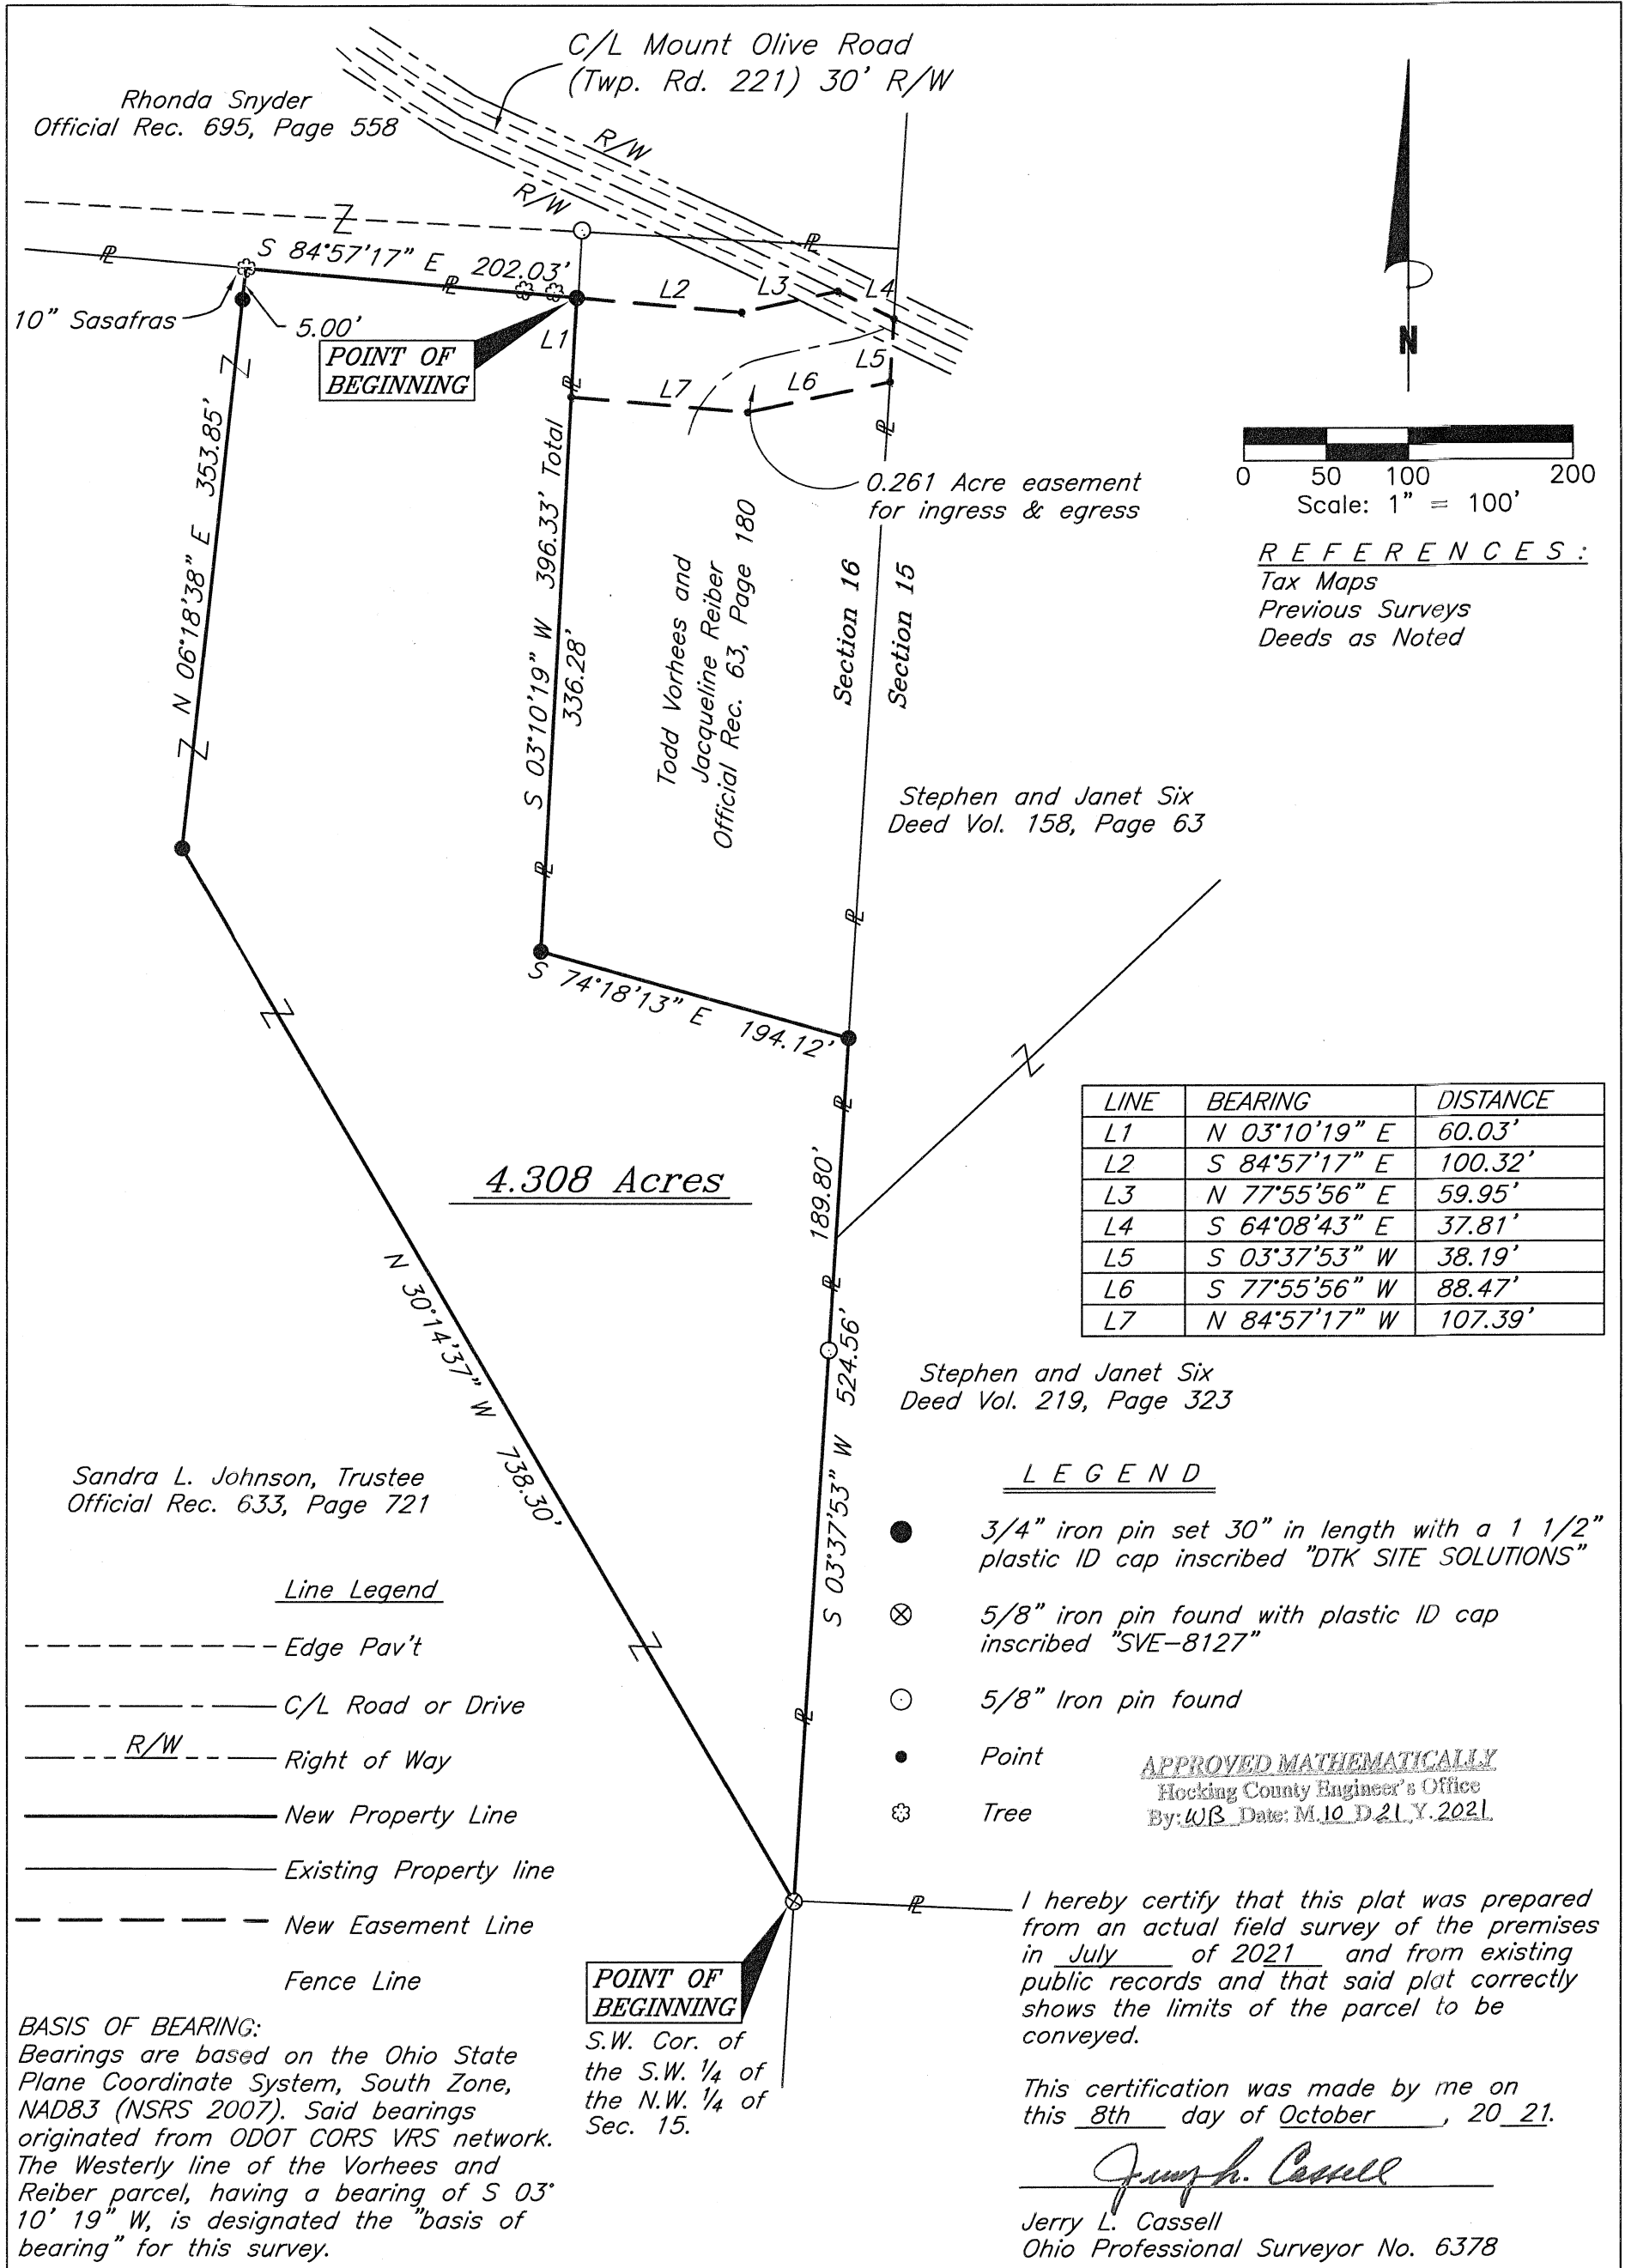 C/L Mount Olive Road
(Twp. Rd. 221) 30' R/W
Rhonda Snyder
Official Rec. 695, Page 558
R/W
R/W
S 84°57'17" E 202.03'
10" Sasafras
5.00'
POINT OF
BEGINNING
L1
L2
L3
L4
L5
L6
L7
0.261 Acre easement
for ingress & egress
N 06°18'38" E 353.85'
S 03°10'19" W 396.33' Total
336.28'
Todd Vorhees and
Jacqueline Reiber
Official Rec. 63, Page 180
Section 16
Section 15
N
0 50 100 200
Scale: 1" = 100'
REFERENCES:
Tax Maps
Previous Surveys
Deeds as Noted
Stephen and Janet Six
Deed Vol. 158, Page 63
S 74°18'13" E 194.12'
189.80'
4.308 Acres
LINE BEARING DISTANCE
L1 N 03°10'19" E 60.03'
L2 S 84°57'17" E 100.32'
L3 N 77°55'56" E 59.95'
L4 S 64°08'43" E 37.81'
L5 S 03°37'53" W 38.19'
L6 S 77°55'56" W 88.47'
L7 N 84°57'17" W 107.39'
N 30°14'37" W 738.30'
S 03°37'53" W 524.56'
Stephen and Janet Six
Deed Vol. 219, Page 323
Sandra L. Johnson, Trustee
Official Rec. 633, Page 721
LEGEND
3/4" iron pin set 30" in length with a 1 1/2"
plastic ID cap inscribed "DTK SITE SOLUTIONS"
5/8" iron pin found with plastic ID cap
inscribed "SVE-8127"
5/8" Iron pin found
Point
Tree
APPROVED MATHEMATICALLY
Hocking County Engineer's Office
By: WB Date: M. 10 D. 21 Y. 2021
Line Legend
Edge Pav't
C/L Road or Drive
R/W Right of Way
New Property Line
Existing Property line
New Easement Line
Fence Line
POINT OF
BEGINNING
S.W. Cor. of
the S.W. 1/4 of
the N.W. 1/4 of
Sec. 15.
BASIS OF BEARING:
Bearings are based on the Ohio State
Plane Coordinate System, South Zone,
NAD83 (NSRS 2007). Said bearings
originated from ODOT CORS VRS network.
The Westerly line of the Vorhees and
Reiber parcel, having a bearing of S 03°
10' 19" W, is designated the "basis of
bearing" for this survey.
I hereby certify that this plat was prepared
from an actual field survey of the premises
in July of 2021 and from existing
public records and that said plat correctly
shows the limits of the parcel to be
conveyed.
This certification was made by me on
this 8th day of October, 20 21.
Jerry L. Cassell
Jerry L. Cassell
Ohio Professional Surveyor No. 6378